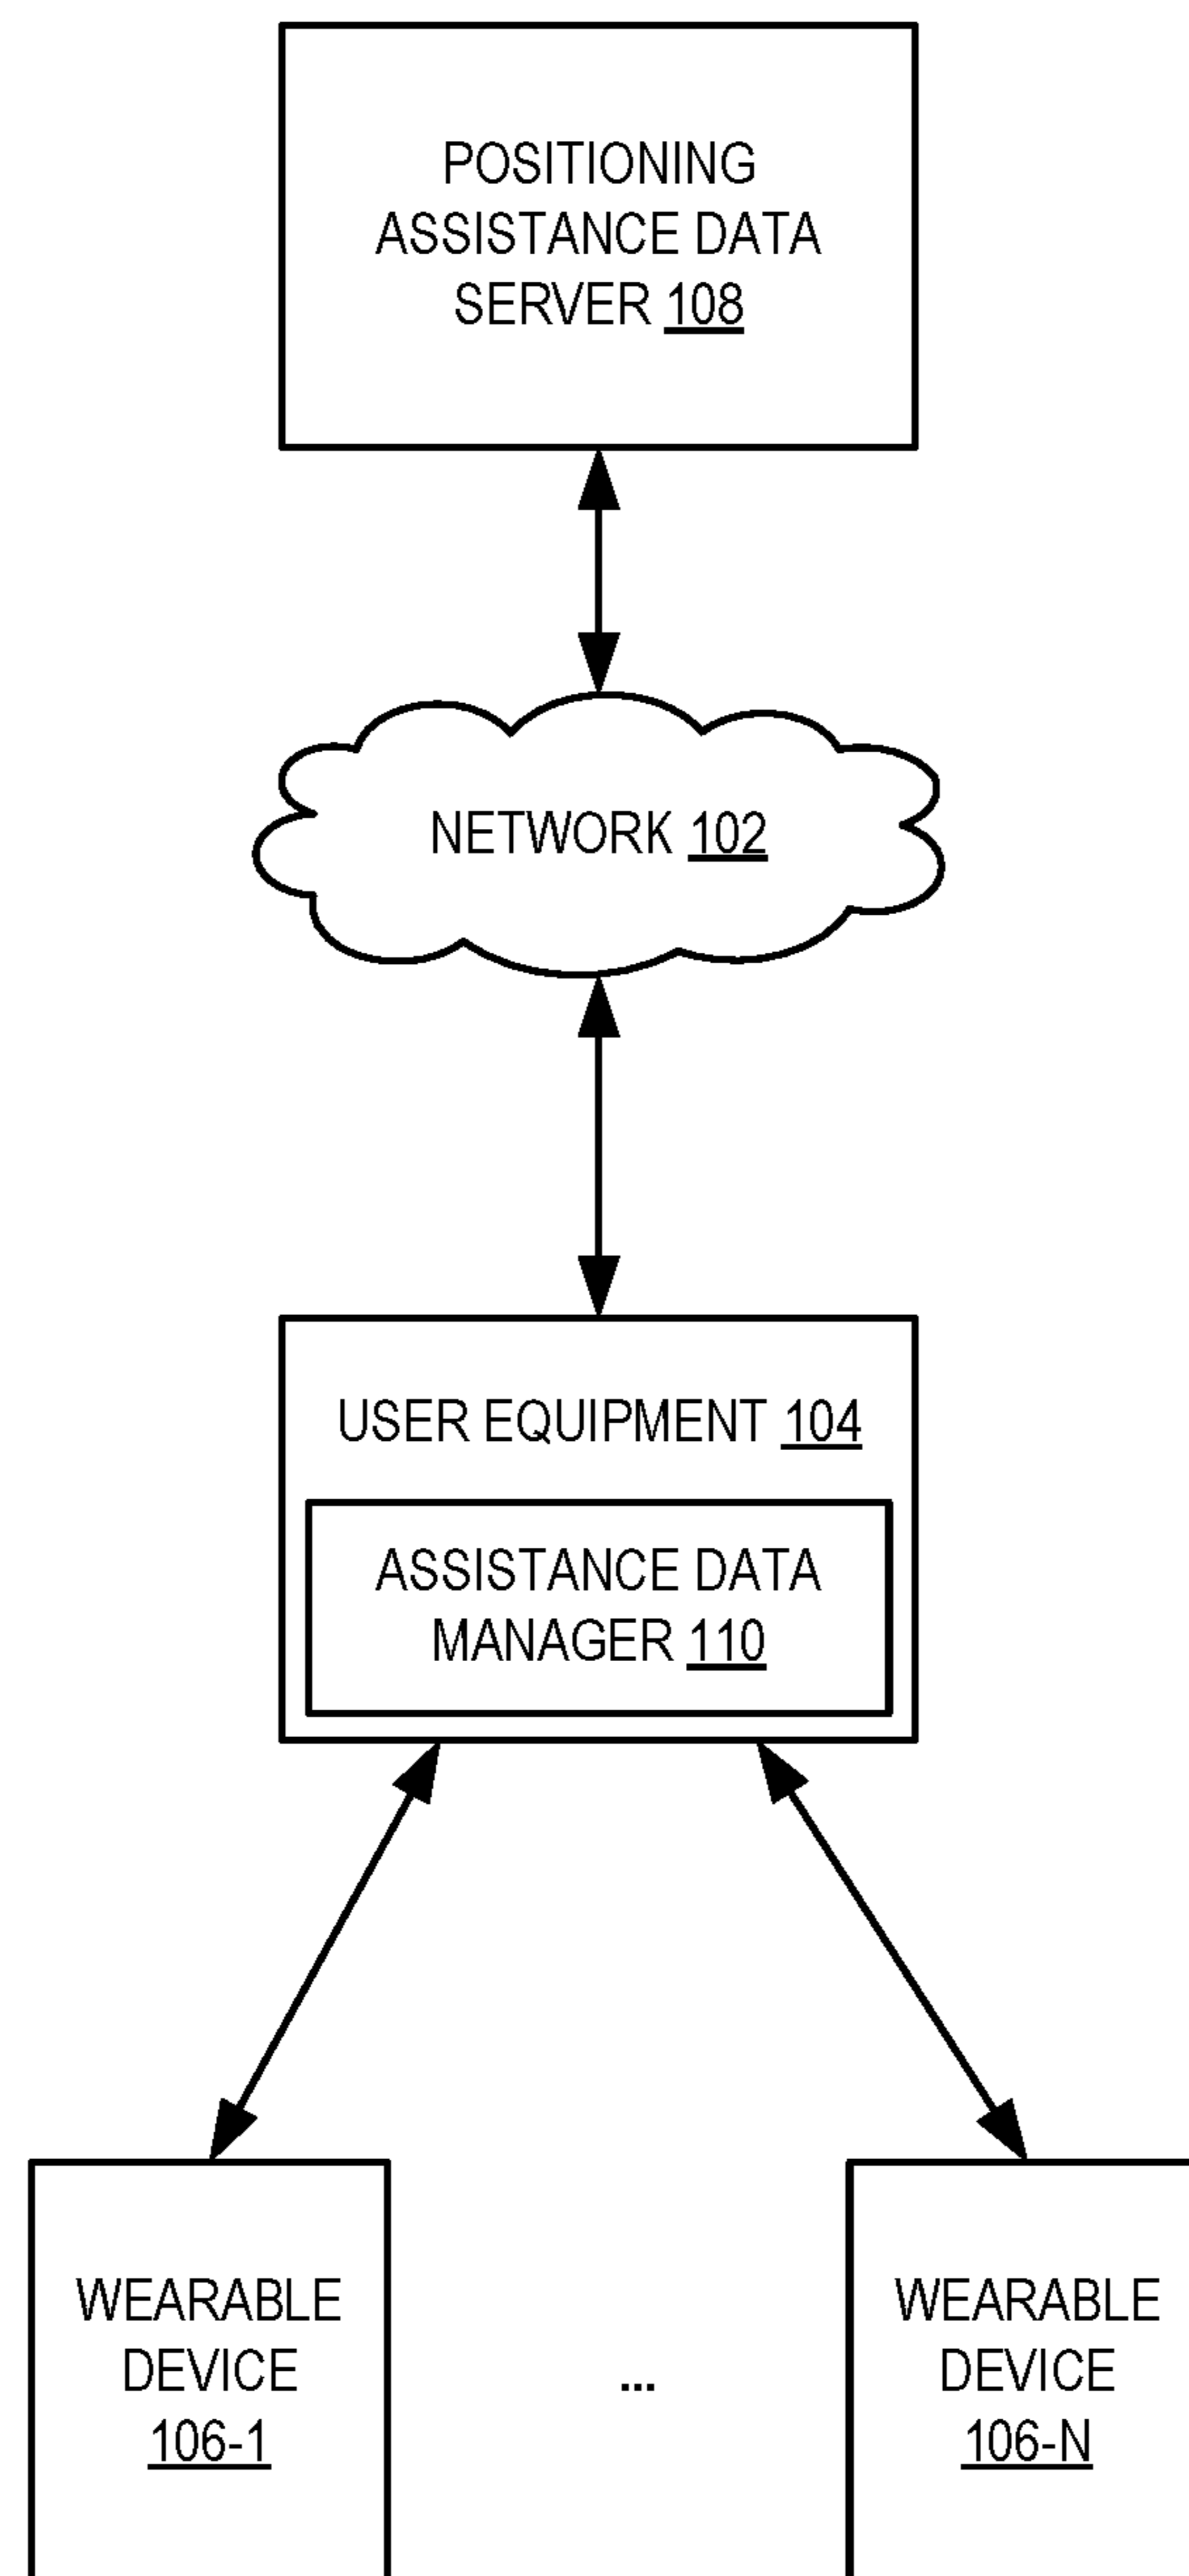 POSITIONING
ASSISTANCE DATA
SERVER 108
NETWORK 102
USER EQUIPMENT 104
ASSISTANCE DATA
MANAGER 110
WEARABLE
DEVICE
106-1
...
WEARABLE
DEVICE
106-N